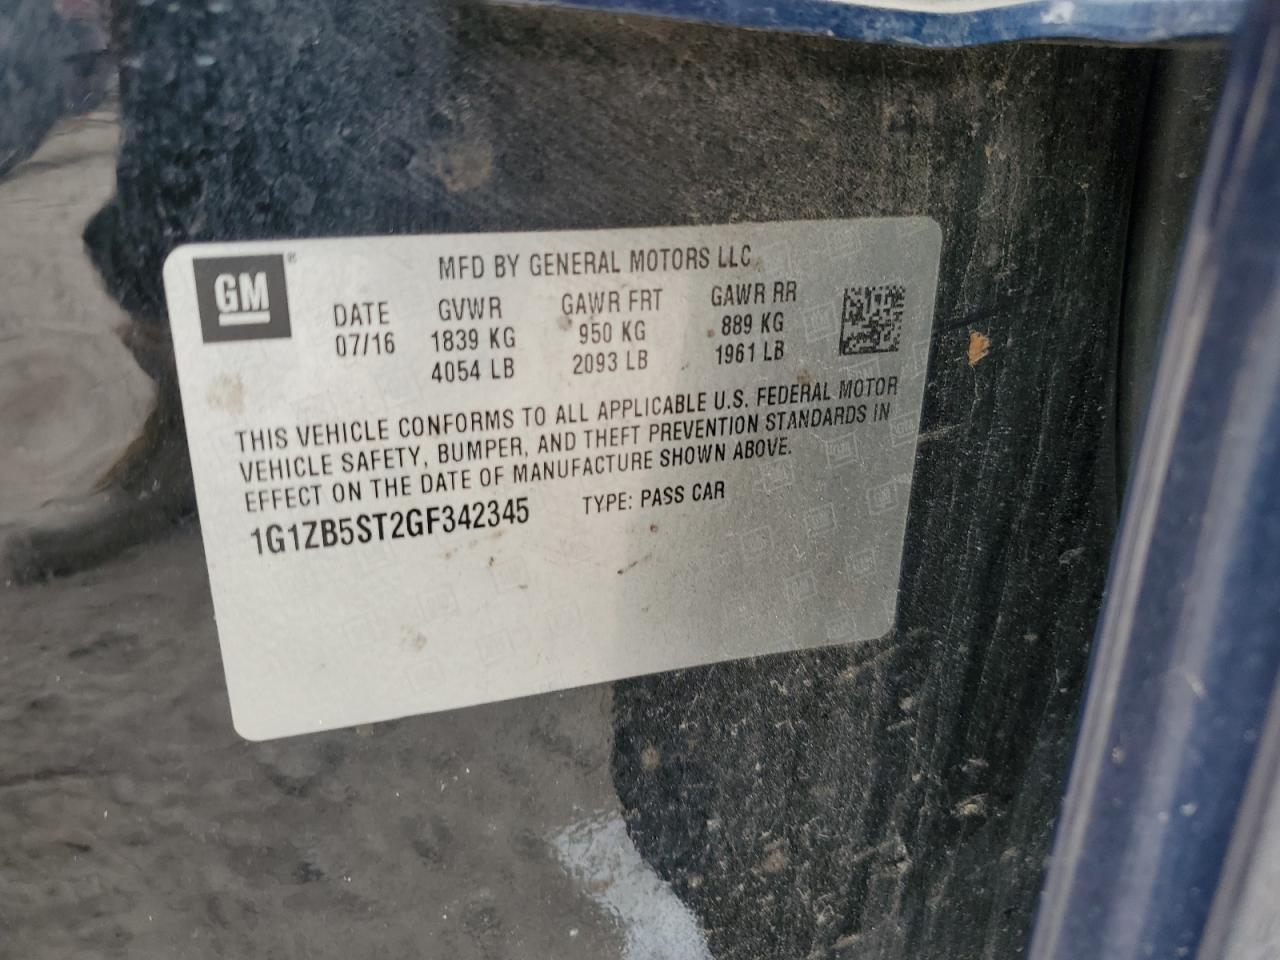 GM®
MFD BY GENERAL MOTORS LLC
DATE GVWR GAWR FRT GAWR RR
07/16 1839 KG 950 KG 889 KG
4054 LB 2093 LB 1961 LB
THIS VEHICLE CONFORMS TO ALL APPLICABLE U.S. FEDERAL MOTOR
VEHICLE SAFETY, BUMPER, AND THEFT PREVENTION STANDARDS IN
EFFECT ON THE DATE OF MANUFACTURE SHOWN ABOVE.
1G1ZB5ST2GF342345 TYPE: PASS CAR